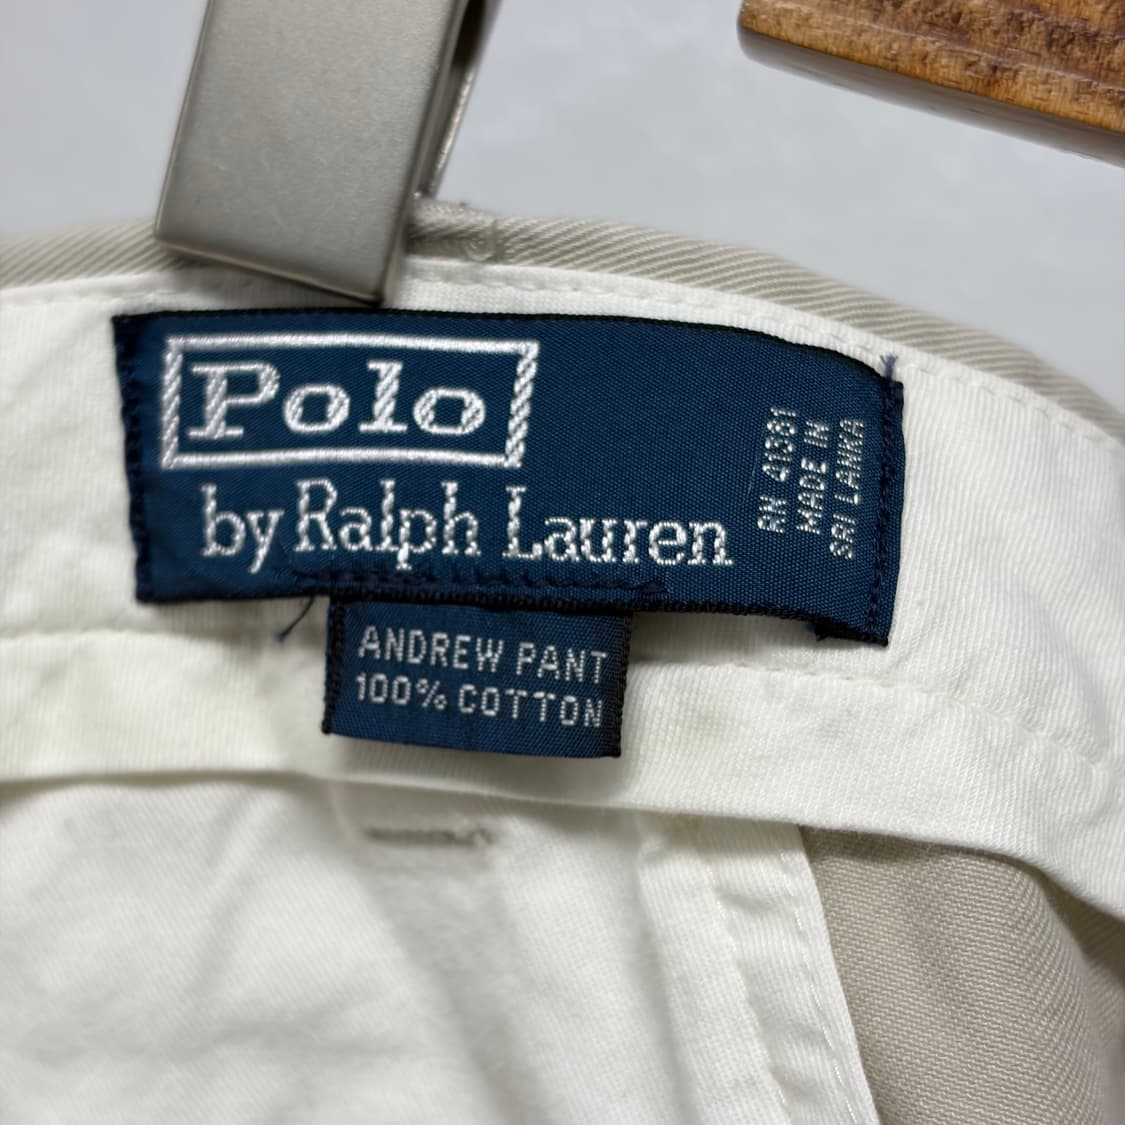 Polo
by Ralph Lauren
RN 41381
MADE IN
SRI LANKA
ANDREW PANT
100% COTTON